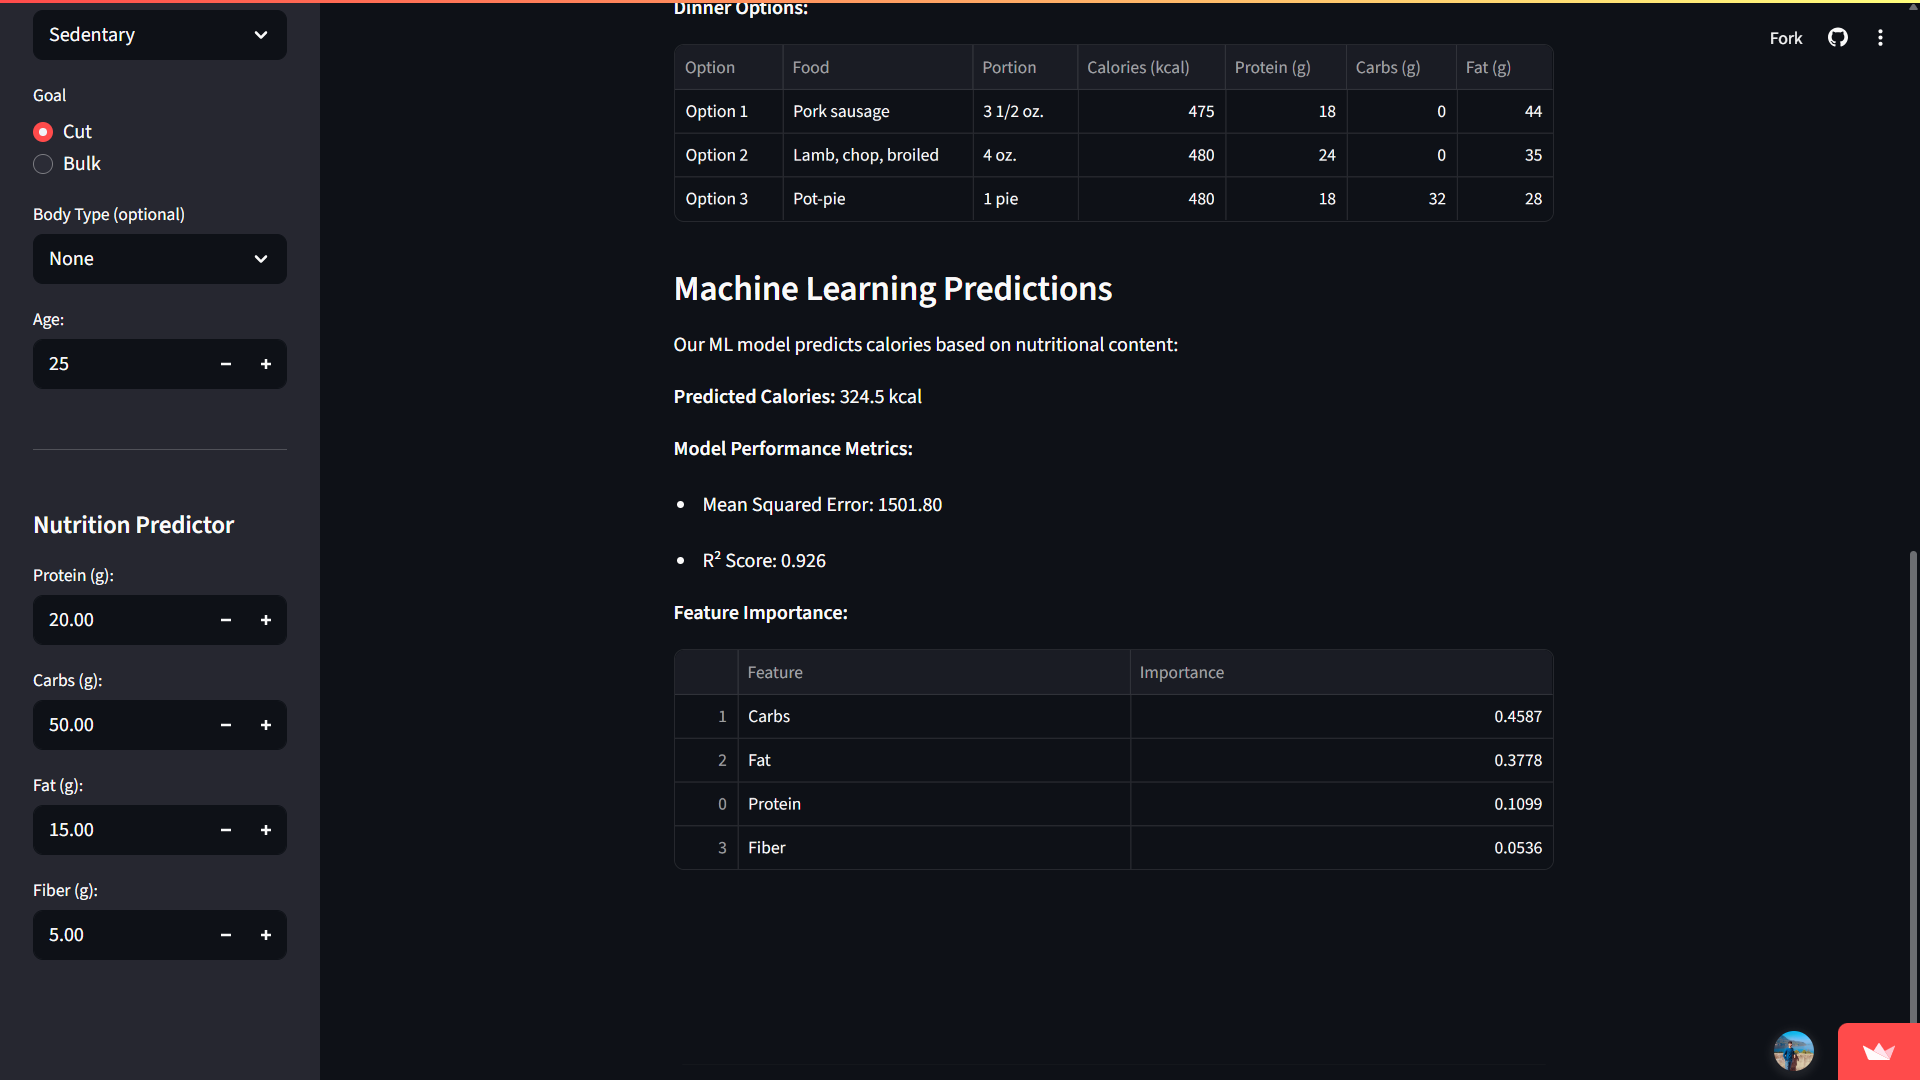 Sedentary
Goal
Cut
Bulk
Body Type (optional)
None
Age:
25
Nutrition Predictor
Protein (g):
20.00
Carbs (g):
50.00
Fat (g):
15.00
Fiber (g):
5.00
Fork
Dinner Options:
Option Food Portion Calories (kcal) Protein (g) Carbs (g) Fat (g)
Option 1 Pork sausage 3 1/2 oz. 475 18 0 44
Option 2 Lamb, chop, broiled 4 oz. 480 24 0 35
Option 3 Pot-pie 1 pie 480 18 32 28
Machine Learning Predictions
Our ML model predicts calories based on nutritional content:
Predicted Calories: 324.5 kcal
Model Performance Metrics:
• Mean Squared Error: 1501.80
• R² Score: 0.926
Feature Importance:
Feature Importance
1 Carbs 0.4587
2 Fat 0.3778
0 Protein 0.1099
3 Fiber 0.0536